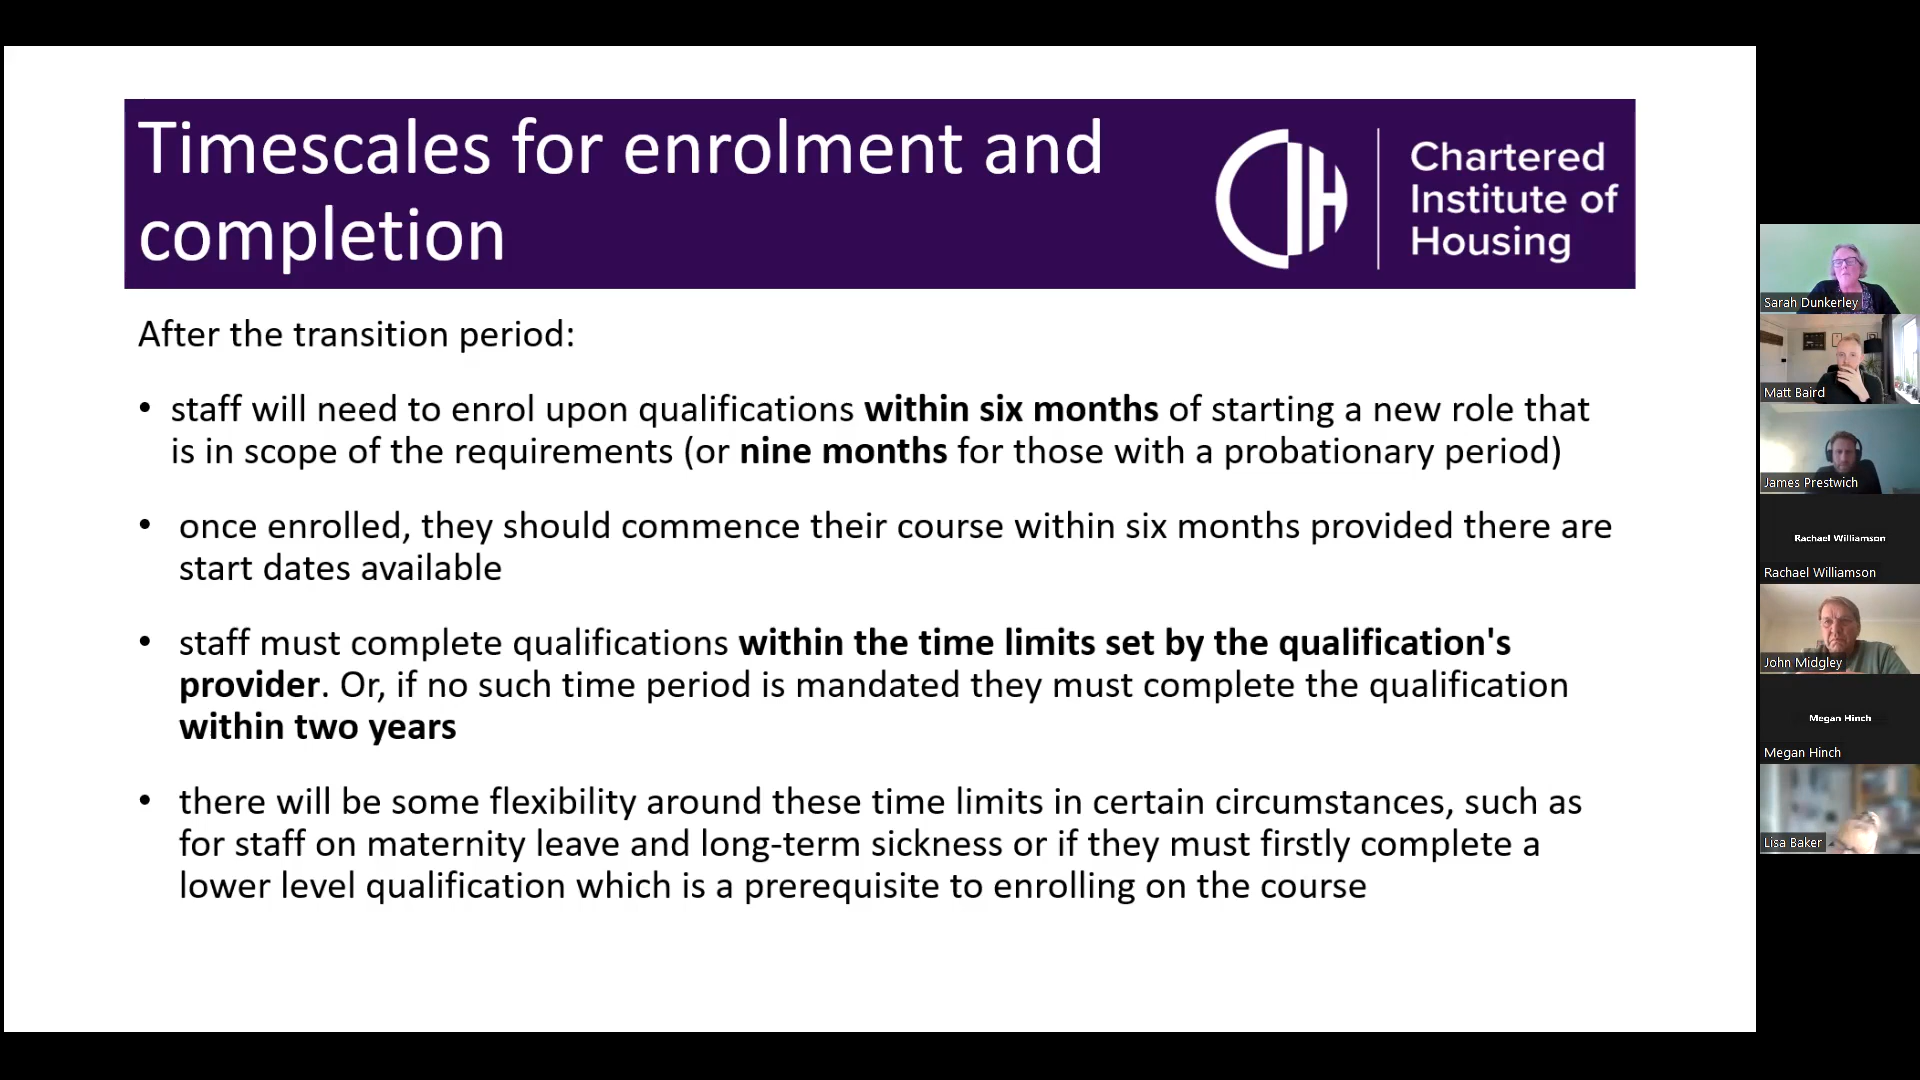 Timescales for enrolment and
completion
Chartered
Institute of
Housing
After the transition period:
• staff will need to enrol upon qualifications within six months of starting a new role that
is in scope of the requirements (or nine months for those with a probationary period)
• once enrolled, they should commence their course within six months provided there are
start dates available
• staff must complete qualifications within the time limits set by the qualification's
provider. Or, if no such time period is mandated they must complete the qualification
within two years
• there will be some flexibility around these time limits in certain circumstances, such as
for staff on maternity leave and long-term sickness or if they must firstly complete a
lower level qualification which is a prerequisite to enrolling on the course
Sarah Dunkerley
Matt Baird
James Prestwich
Rachael Williamson
Rachael Williamson
John Midgley
Megan Hinch
Megan Hinch
Lisa Baker